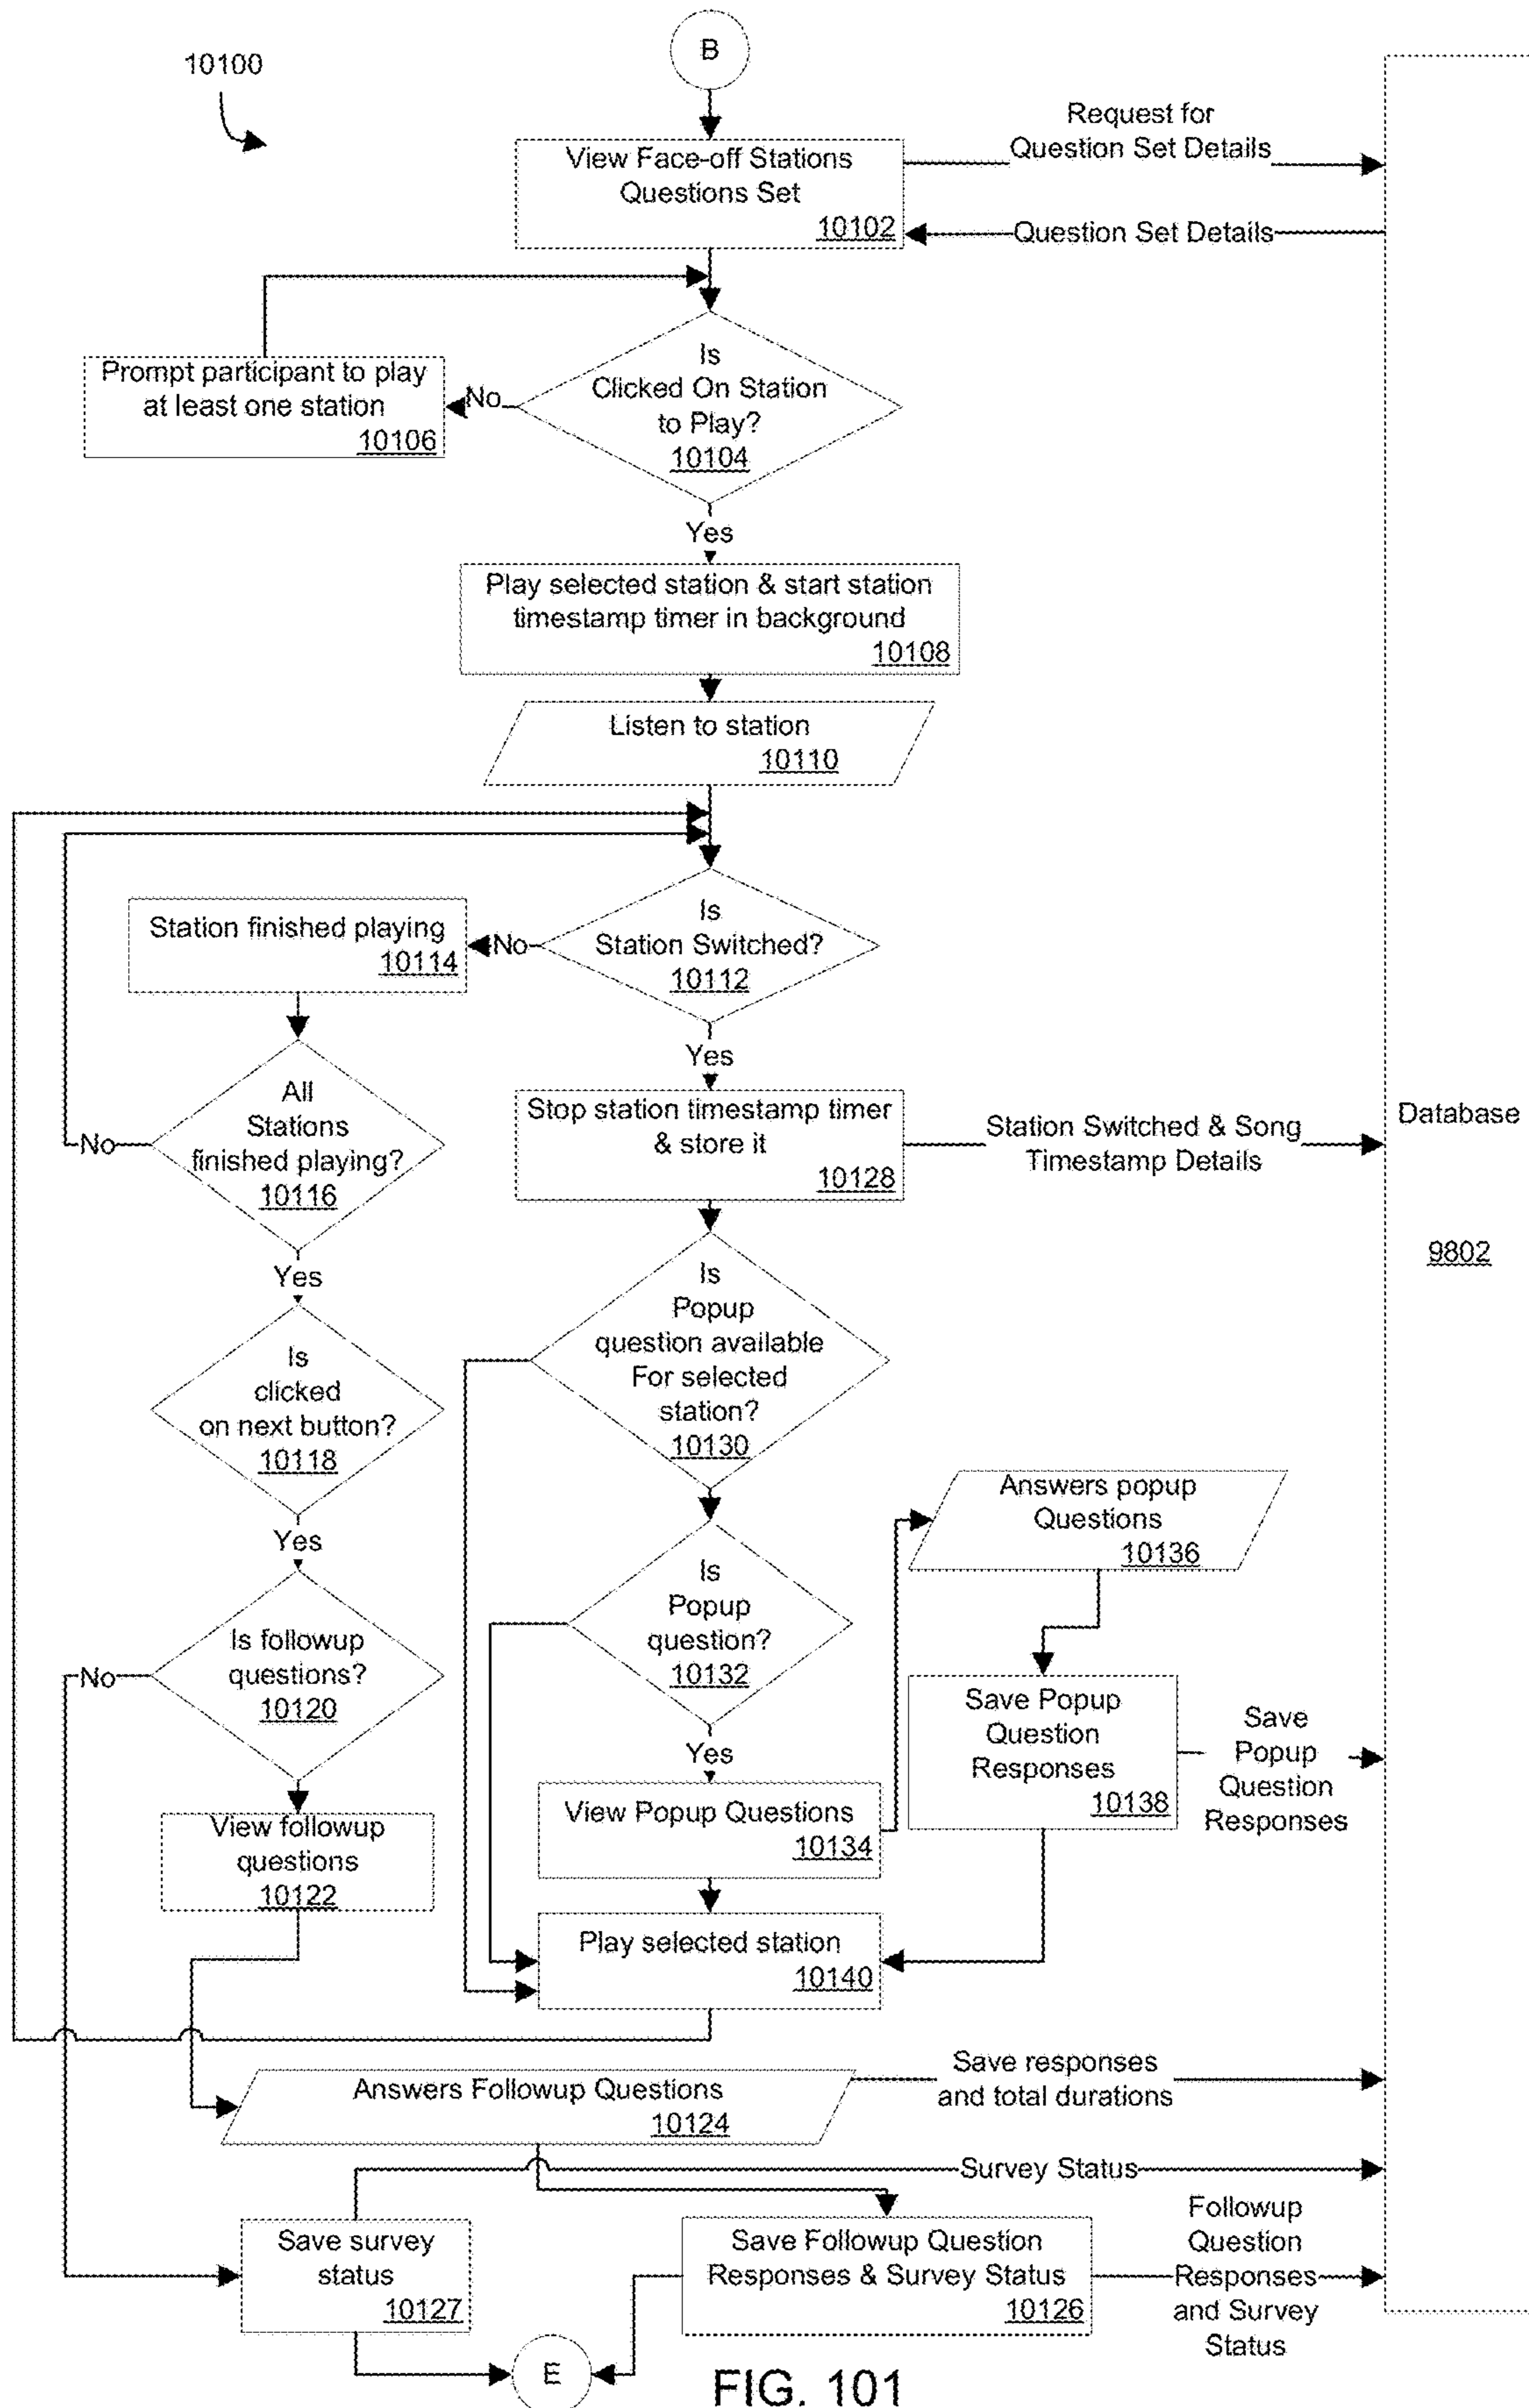 B
10100
Request for
Question Set Details
View Face-off Stations
Questions Set
10102
Question Set Details
Is
Clicked On Station
to Play?
10104
No
Prompt participant to play
at least one station
10106
Yes
Play selected station & start station
timestamp timer in background
10108
Listen to station
10110
Is
Station Switched?
10112
No
Station finished playing
10114
Yes
All
Stations
finished playing?
10116
No
Stop station timestamp timer
& store it
10128
Station Switched & Song
Timestamp Details
Database
9802
Yes
Is
Popup
question available
For selected
station?
10130
Is
clicked
on next button?
10118
Yes
Answers popup
Questions
10136
Is
Popup
question?
10132
Is followup
questions?
10120
No
Save Popup
Question
Responses
10138
Save
Popup
Question
Responses
Yes
View Popup Questions
10134
View followup
questions
10122
Play selected station
10140
Answers Followup Questions
10124
Save responses
and total durations
Survey Status
Save survey
status
10127
Save Followup Question
Responses & Survey Status
10126
Followup
Question
Responses
and Survey
Status
E
FIG. 101